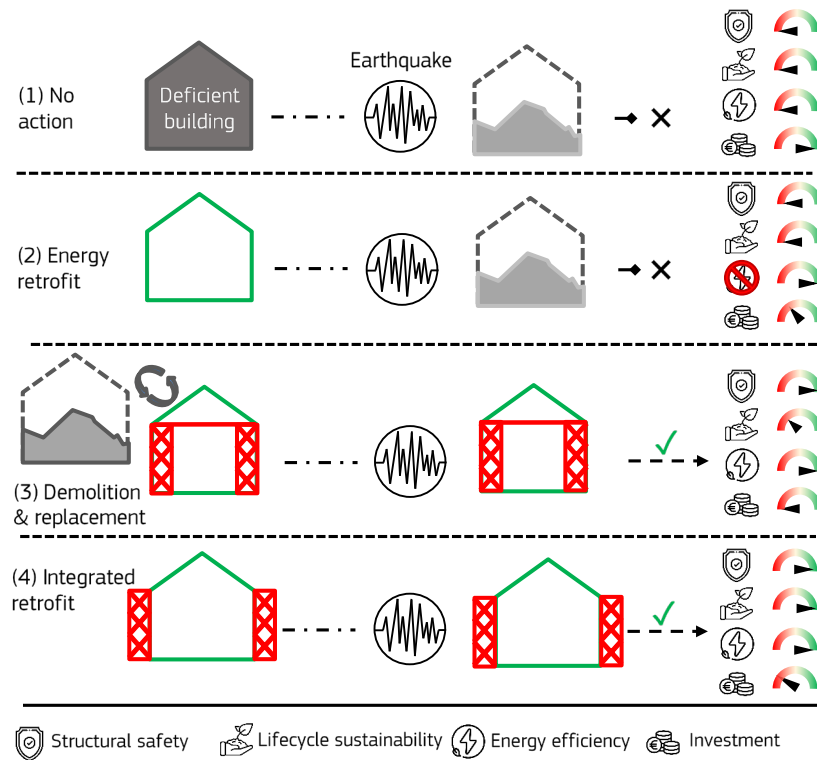 Earthquake
(1) No
action
Deficient
building
(2) Energy
retrofit
(3) Demolition
& replacement
(4) Integrated
retrofit
Structural safety
Lifecycle sustainability
Energy efficiency
Investment